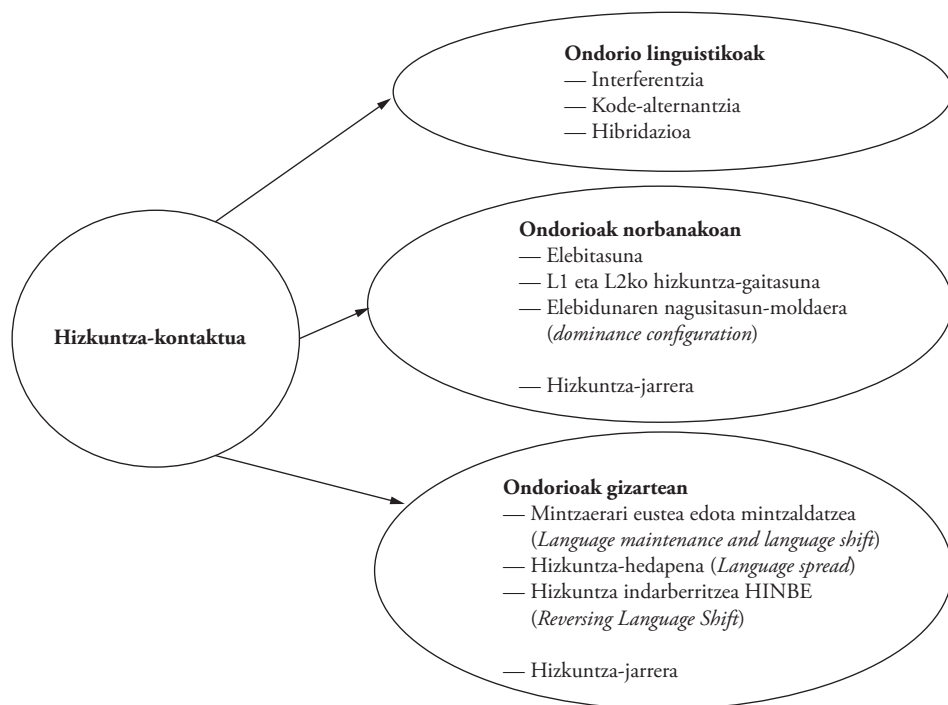 Hizkuntza-kontaktua
Ondorio linguistikoak
— Interferentzia
— Kode-alternantzia
— Hibridazioa
Ondorioak norbanakoan
— Elebitasuna
— L1 eta L2ko hizkuntza-gaitasuna
— Elebidunaren nagusitasun-moldaera
(dominance configuration)
— Hizkuntza-jarrera
Ondorioak gizartean
— Mintzaerari eustea edota mintzaldatzea
(Language maintenance and language shift)
— Hizkuntza-hedapena (Language spread)
— Hizkuntza indarberritzea HINBE
(Reversing Language Shift)
— Hizkuntza-jarrera